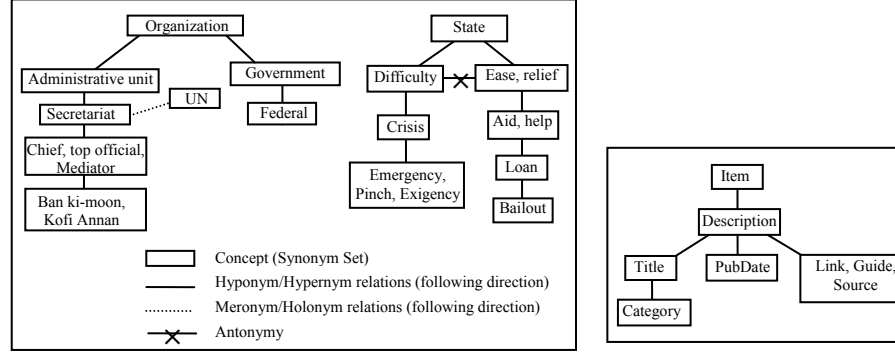 Organization
Administrative unit
Government
Secretariat
UN
Federal
Chief, top official,
Mediator
Ban ki-moon,
Kofi Annan
State
Difficulty
Ease, relief
Crisis
Aid, help
Emergency,
Pinch, Exigency
Loan
Bailout
Concept (Synonym Set)
Hyponym/Hypernym relations (following direction)
Meronym/Holonym relations (following direction)
Antonymy
Item
Description
Title
PubDate
Link, Guide,
Source
Category